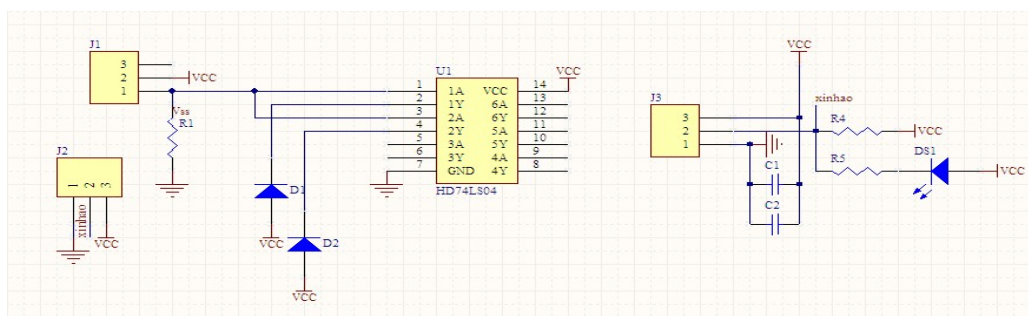 J1
3
2
1
VCC
Vss
R1
J2
1
2
3
xinhao
VCC
D1
VCC
D2
VCC
U1
1 1A VCC 14
2 1Y 6A 13
3 2A 6Y 12
4 2Y 5A 11
5 3A 5Y 10
6 3Y 4A 9
7 GND 4Y 8
HD74LS04
VCC
J3
3
2
1
VCC
xinhao
R4
VCC
R5
DS1
VCC
C1
C2